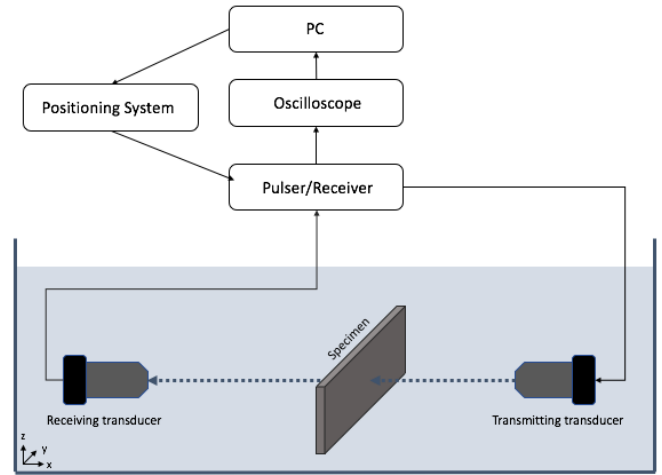 PC
Positioning System
Oscilloscope
Pulser/Receiver
Specimen
Receiving transducer
Transmitting transducer
z
y
x